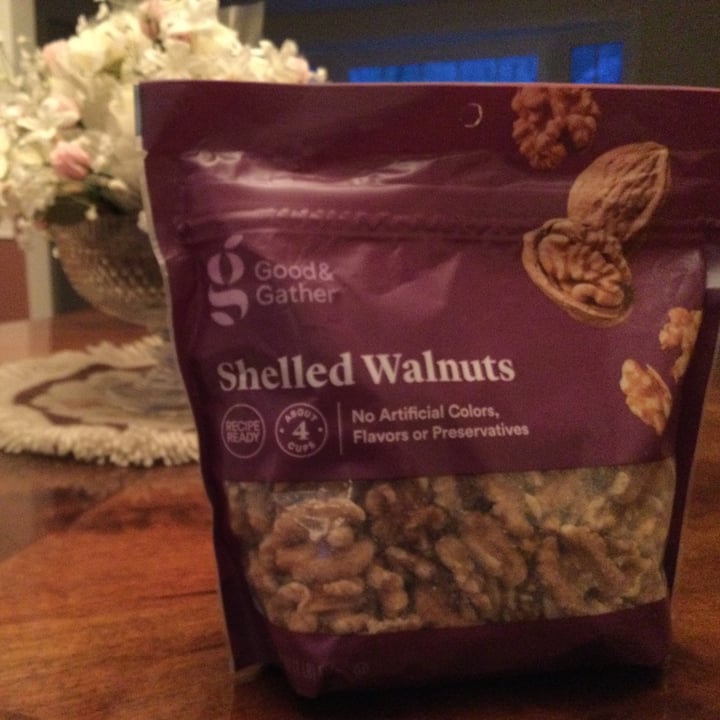 Good&
Gather
Shelled Walnuts
RECIPE
READY
ABOUT
4
CUPS
No Artificial Colors,
Flavors or Preservatives